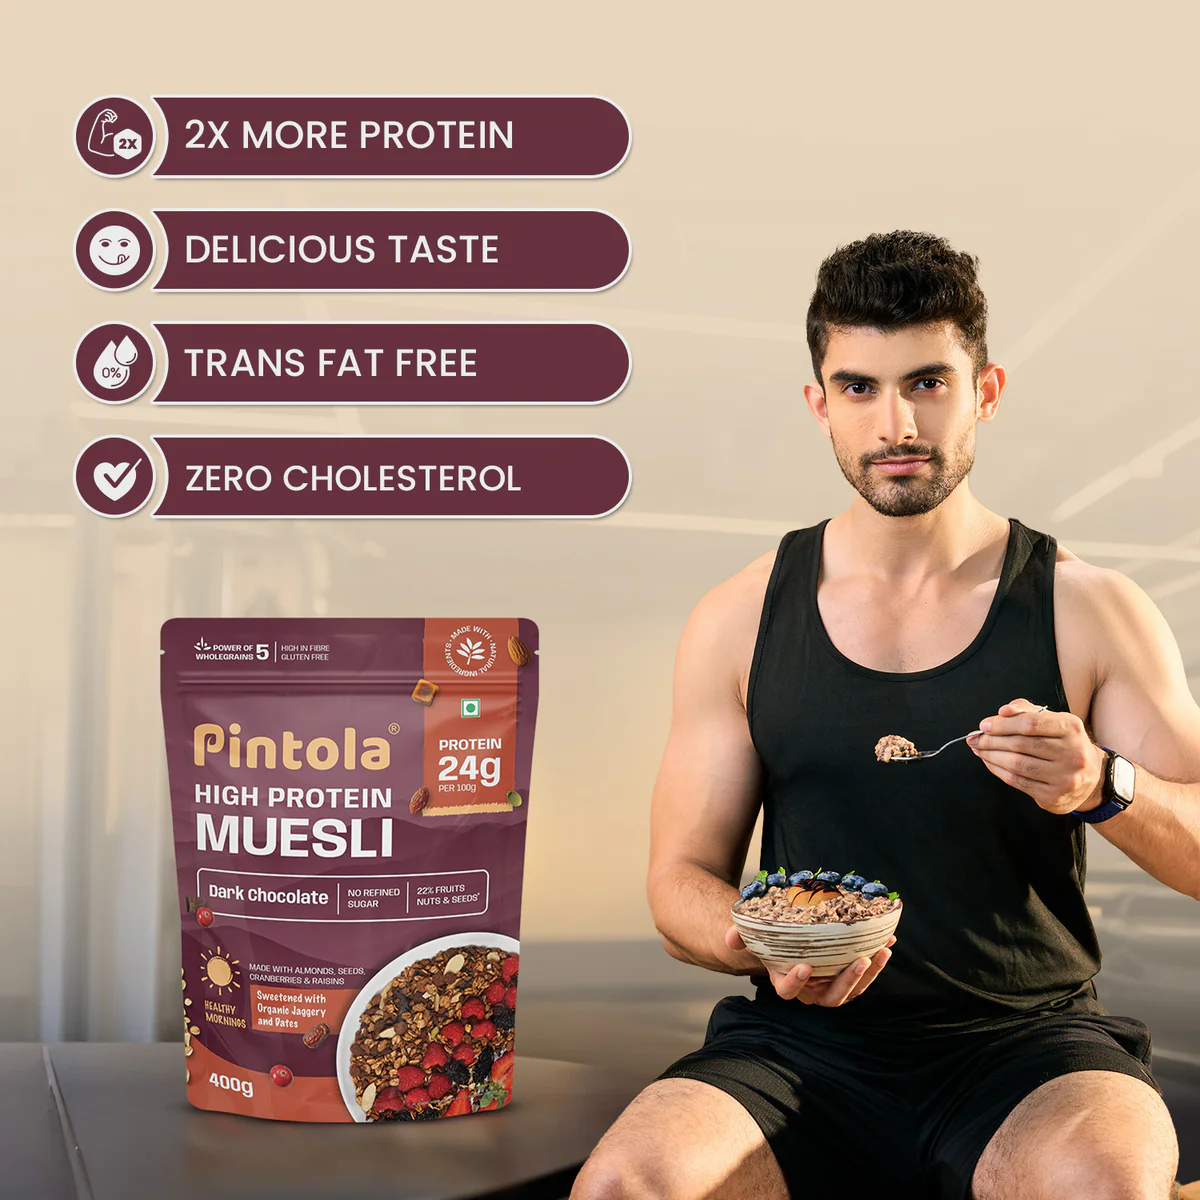 2X
2X MORE PROTEIN
DELICIOUS TASTE
0%
TRANS FAT FREE
ZERO CHOLESTEROL
POWER OF 5
WHOLEGRAINS
HIGH IN FIBRE
GLUTEN FREE
MADE WITH NATURAL INGREDIENTS
Pintola®
PROTEIN
24g
PER 100g
HIGH PROTEIN
MUESLI
Dark Chocolate
NO REFINED
SUGAR
22% FRUITS
NUTS & SEEDS*
MADE WITH ALMONDS, SEEDS,
CRANBERRIES & RAISINS
HEALTHY
MORNINGS
Sweetened with
Organic Jaggery
and Dates
400g